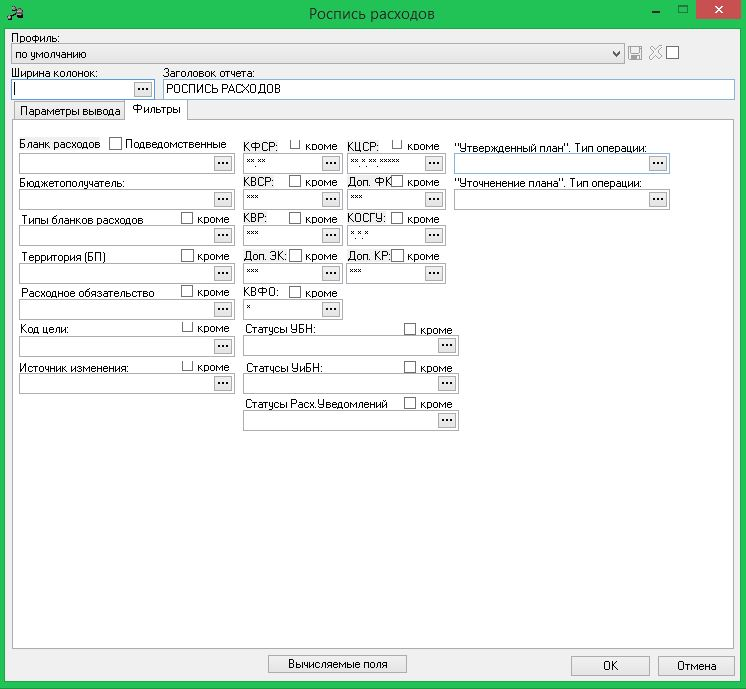 Роспись расходов
Профиль:
по умолчанию
Ширина колонок: Заголовок отчета:
РОСПИСЬ РАСХОДОВ
Параметры вывода Фильтры
Бланк расходов Подведомственные КФСР: кроме КЦСР: кроме "Утвержденный план". Тип операции:
... **.** ... **.*.**.***** ... ...
Бюджетополучатель: КВСР: кроме Доп. ФК кроме "Уточненение плана". Тип операции:
... *** ... *** ... ...
Типы бланков расходов кроме КВР: кроме КОСГУ: кроме
... *** ... *.*.* ...
Территория (БП) кроме Доп. ЭК: кроме Доп. КР: кроме
... *** ... *** ...
Расходное обязательство кроме КВФО: кроме
... * ...
Код цели: кроме Статусы УБН: кроме
... ...
Источник изменения: кроме Статусы УиБН: кроме
... ...
Статусы Расх.Уведомлений кроме
...
Вычисляемые поля OK Отмена